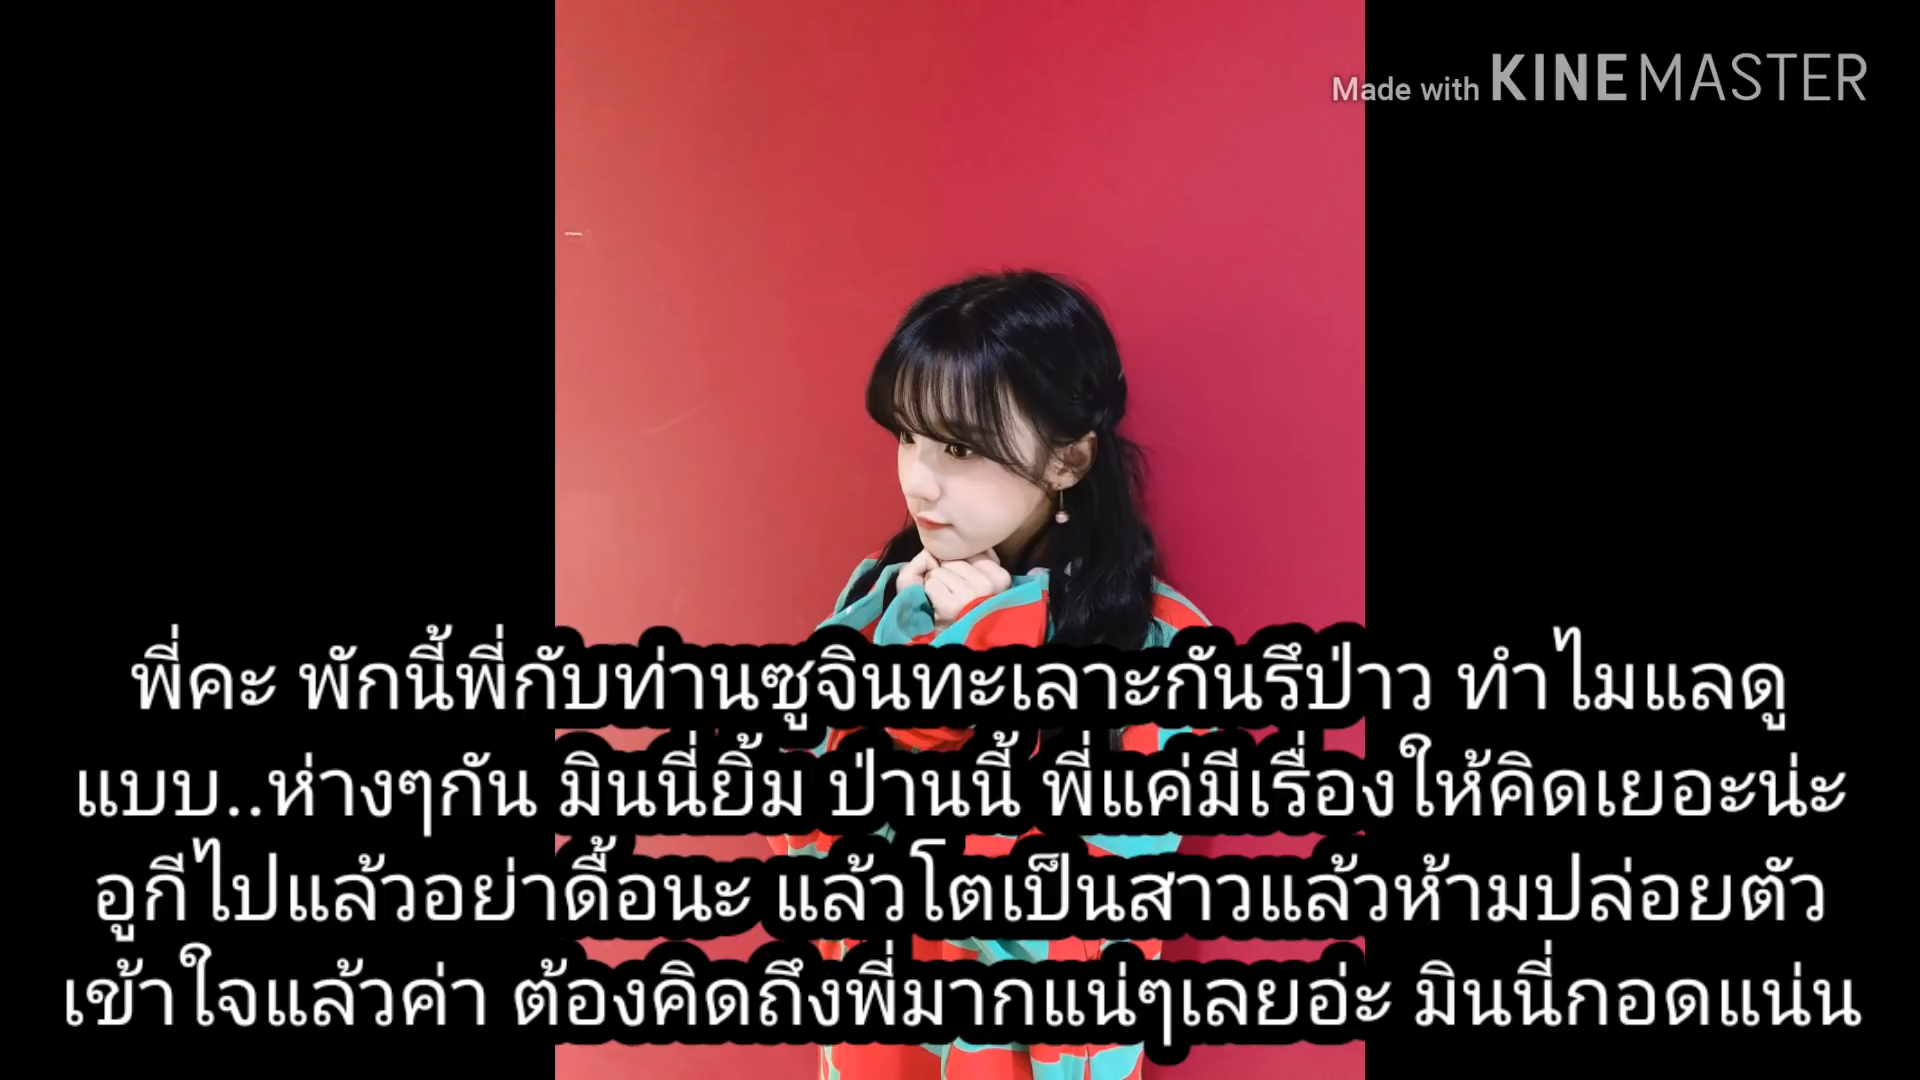 Made with KINEMASTER
พี่คะ พักนี้พี่กับท่านซูจินทะเลาะกันรึป่าว ทำไมแลดู
แบบ..ห่างๆกัน มินนี่ยิ้ม ป่านนี้ พี่แค่มีเรื่องให้คิดเยอะน่ะ
อูกีไปแล้วอย่าดื้อนะ แล้วโตเป็นสาวแล้วห้ามปล่อยตัว
เข้าใจแล้วค่า ต้องคิดถึงพี่มากแน่ๆเลยอ่ะ มินนี่กอดแน่น